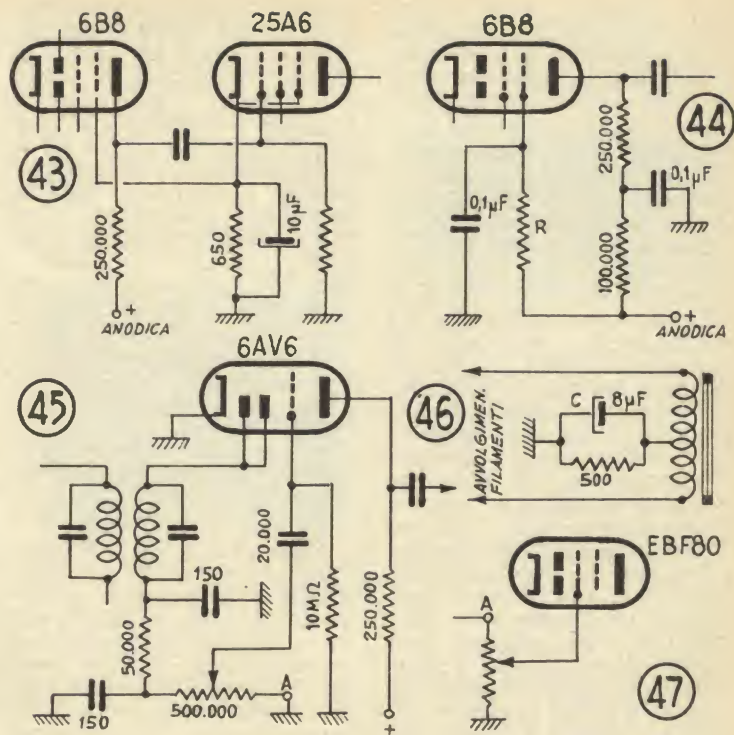 6B8
25A6
6B8
43
250.000
+
ANODICA
650
10µF
44
0,1µF
R
250.000
0,1µF
100.000
+
ANODICA
45
6AV6
150
50.000
150
500.000
A
20.000
10MΩ
250.000
+
46
AVVOLGIMEN.
FILAMENTI
C
8µF
500
EBF80
A
47